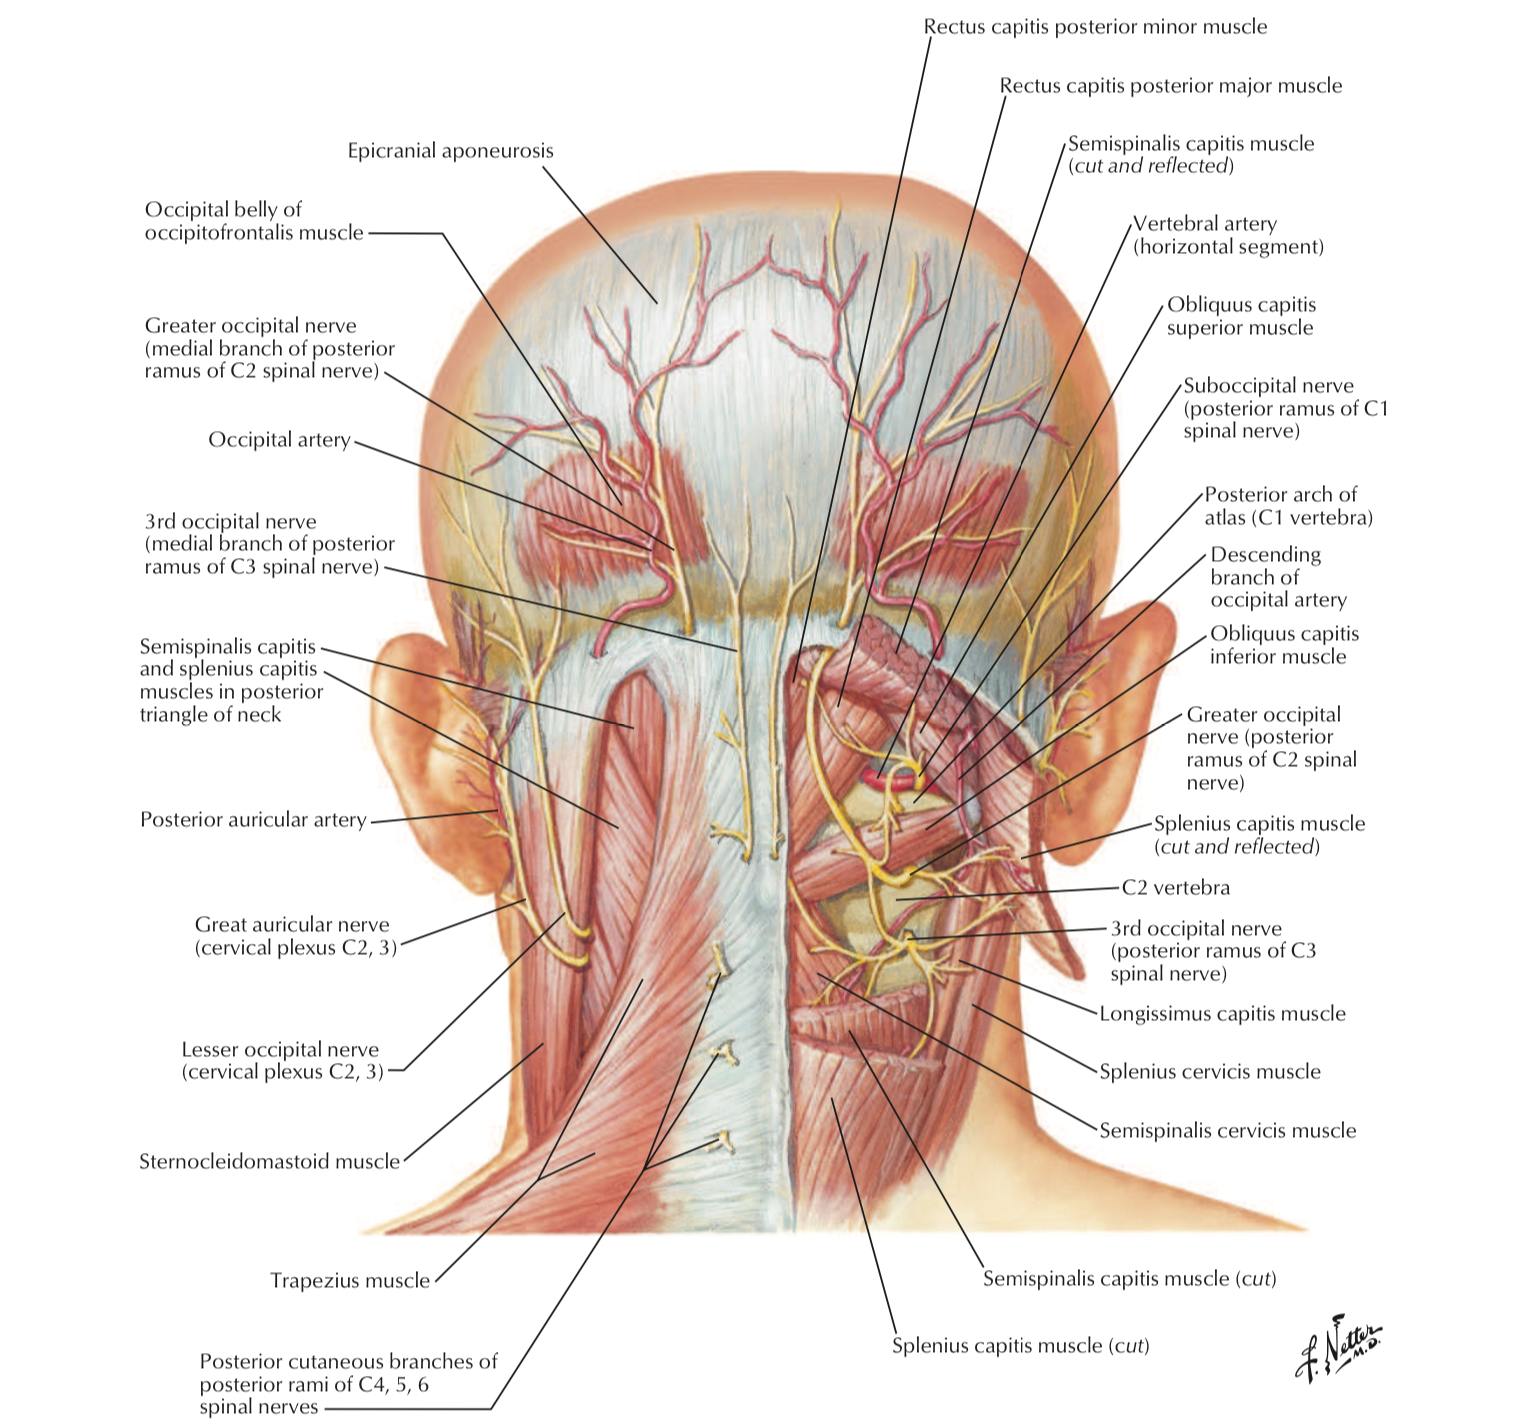 Rectus capitis posterior minor muscle
Rectus capitis posterior major muscle
Semispinalis capitis muscle
(cut and reflected)
Vertebral artery
(horizontal segment)
Obliquus capitis
superior muscle
Suboccipital nerve
(posterior ramus of C1
spinal nerve)
Posterior arch of
atlas (C1 vertebra)
Descending
branch of
occipital artery
Obliquus capitis
inferior muscle
Greater occipital
nerve (posterior
ramus of C2 spinal
nerve)
Splenius capitis muscle
(cut and reflected)
C2 vertebra
3rd occipital nerve
(posterior ramus of C3
spinal nerve)
Longissimus capitis muscle
Splenius cervicis muscle
Semispinalis cervicis muscle
Semispinalis capitis muscle (cut)
Splenius capitis muscle (cut)
Epicranial aponeurosis
Occipital belly of
occipitofrontalis muscle
Greater occipital nerve
(medial branch of posterior
ramus of C2 spinal nerve)
Occipital artery
3rd occipital nerve
(medial branch of posterior
ramus of C3 spinal nerve)
Semispinalis capitis
and splenius capitis
muscles in posterior
triangle of neck
Posterior auricular artery
Great auricular nerve
(cervical plexus C2, 3)
Lesser occipital nerve
(cervical plexus C2, 3)
Sternocleidomastoid muscle
Trapezius muscle
Posterior cutaneous branches of
posterior rami of C4, 5, 6
spinal nerves
F. Netter
M.D.